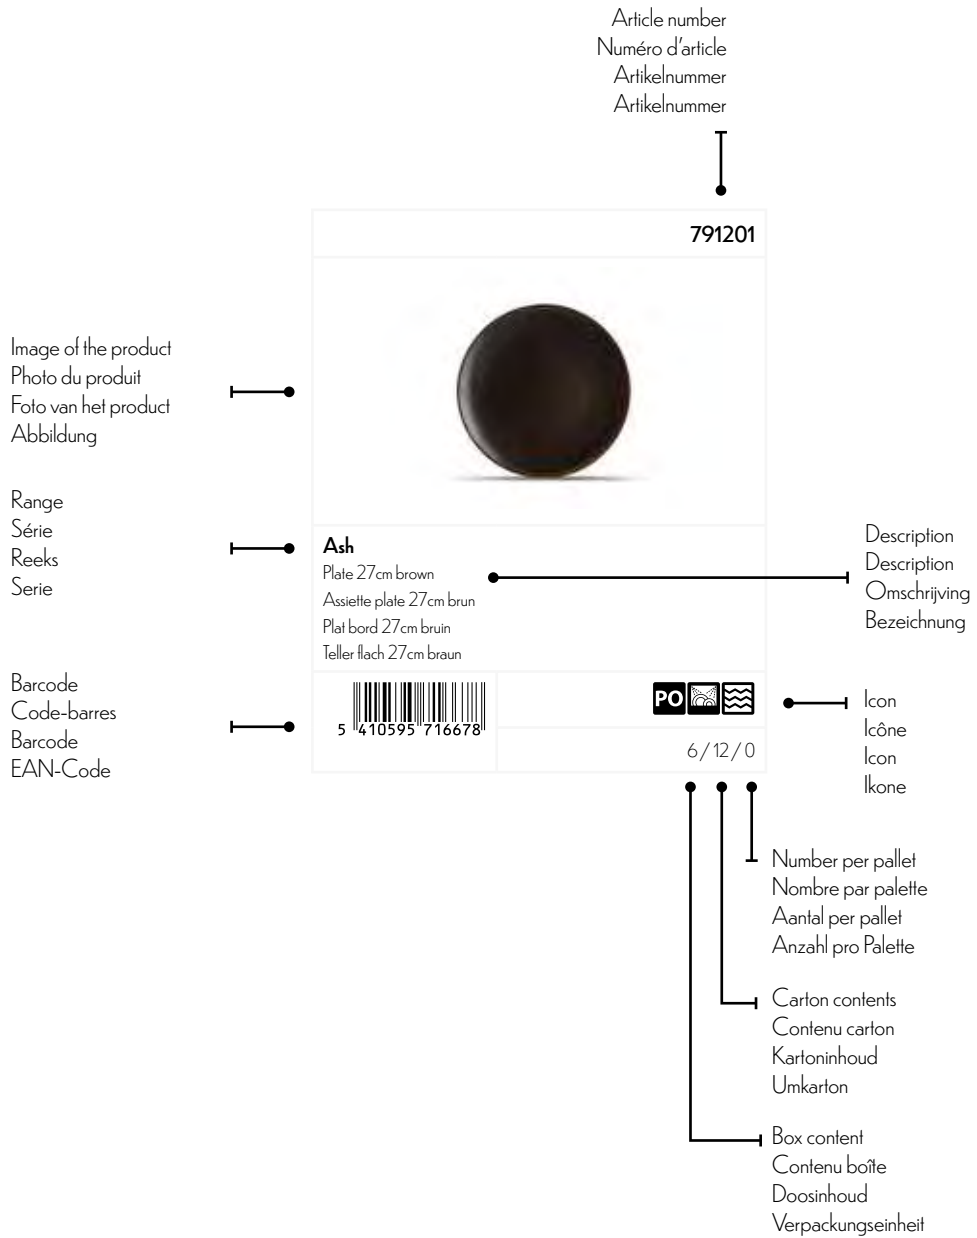 Article number
Numéro d'article
Artikelnummer
Artikelnummer
791201
Image of the product
Photo du produit
Foto van het product
Abbildung
Range
Série
Reeks
Serie
Ash
Plate 27cm brown
Assiette plate 27cm brun
Plat bord 27cm bruin
Teller flach 27cm braun
Description
Description
Omschrijving
Bezeichnung
Barcode
Code-barres
Barcode
EAN-Code
5 410595 716678
PO
6/12/0
Icon
Icône
Icon
Ikone
Number per pallet
Nombre par palette
Aantal per pallet
Anzahl pro Palette
Carton contents
Contenu carton
Kartoninhoud
Umkarton
Box content
Contenu boîte
Doosinhoud
Verpackungseinheit